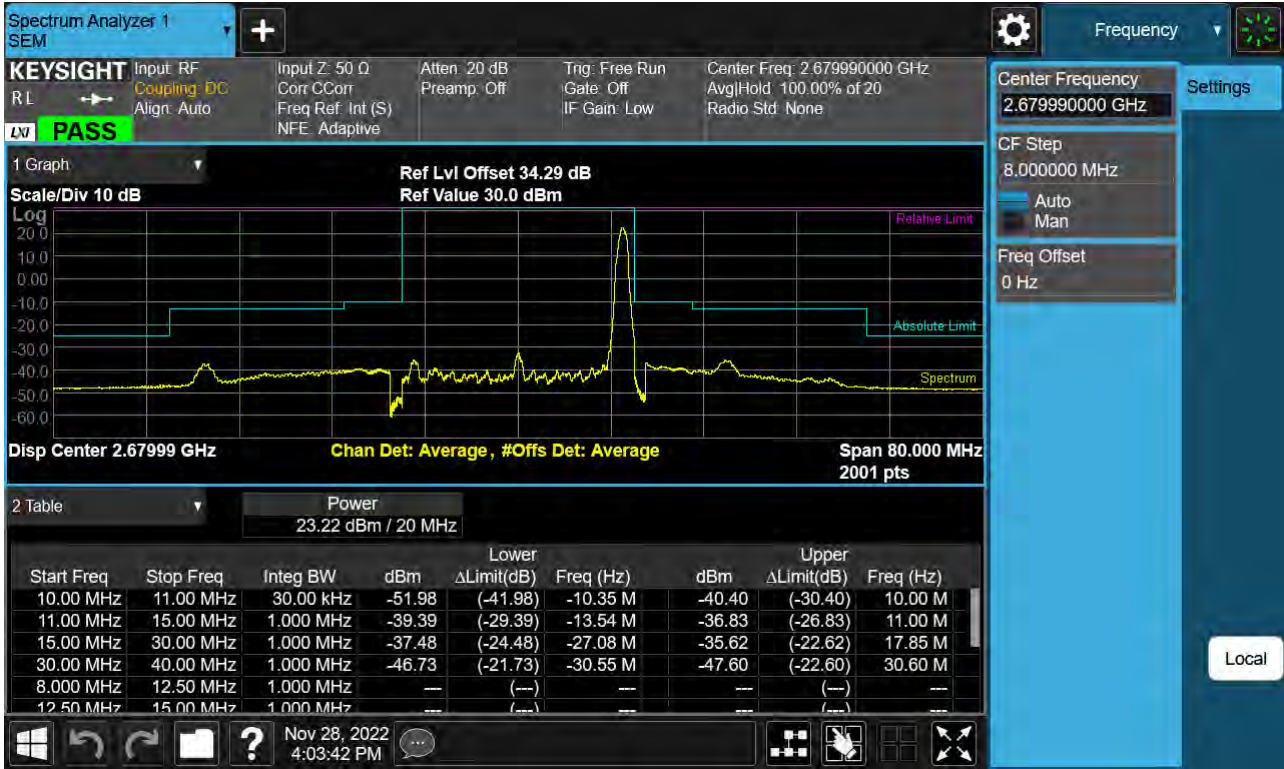 Spectrum Analyzer 1
SEM
+
Frequency
KEYSIGHT
R L
LXI
PASS
Input: RF
Coupling: DC
Align: Auto
Input Z: 50 Ω
Corr CCorr
Freq Ref: Int (S)
NFE: Adaptive
Atten: 20 dB
Preamp: Off
Trig: Free Run
Gate: Off
IF Gain: Low
Center Freq: 2.679990000 GHz
Avg|Hold: 100.00% of 20
Radio Std: None
Center Frequency
2.679990000 GHz
Settings
CF Step
8.000000 MHz
Auto
Man
Freq Offset
0 Hz
Local
1 Graph
Scale/Div 10 dB
Ref Lvl Offset 34.29 dB
Ref Value 30.0 dBm
Log
20.0
10.0
0.00
-10.0
-20.0
-30.0
-40.0
-50.0
-60.0
Relative Limit
Absolute Limit
Spectrum
Disp Center 2.67999 GHz
Chan Det: Average , #Offs Det: Average
Span 80.000 MHz
2001 pts
2 Table
Power
23.22 dBm / 20 MHz
Lower Upper
Start Freq Stop Freq Integ BW dBm ΔLimit(dB) Freq (Hz) dBm ΔLimit(dB) Freq (Hz)
10.00 MHz 11.00 MHz 30.00 kHz -51.98 (-41.98) -10.35 M -40.40 (-30.40) 10.00 M
11.00 MHz 15.00 MHz 1.000 MHz -39.39 (-29.39) -13.54 M -36.83 (-26.83) 11.00 M
15.00 MHz 30.00 MHz 1.000 MHz -37.48 (-24.48) -27.08 M -35.62 (-22.62) 17.85 M
30.00 MHz 40.00 MHz 1.000 MHz -46.73 (-21.73) -30.55 M -47.60 (-22.60) 30.60 M
8.000 MHz 12.50 MHz 1.000 MHz --- (---) --- --- (---) ---
12.50 MHz 15.00 MHz 1.000 MHz --- (---) --- --- (---) ---
?
Nov 28, 2022
4:03:42 PM